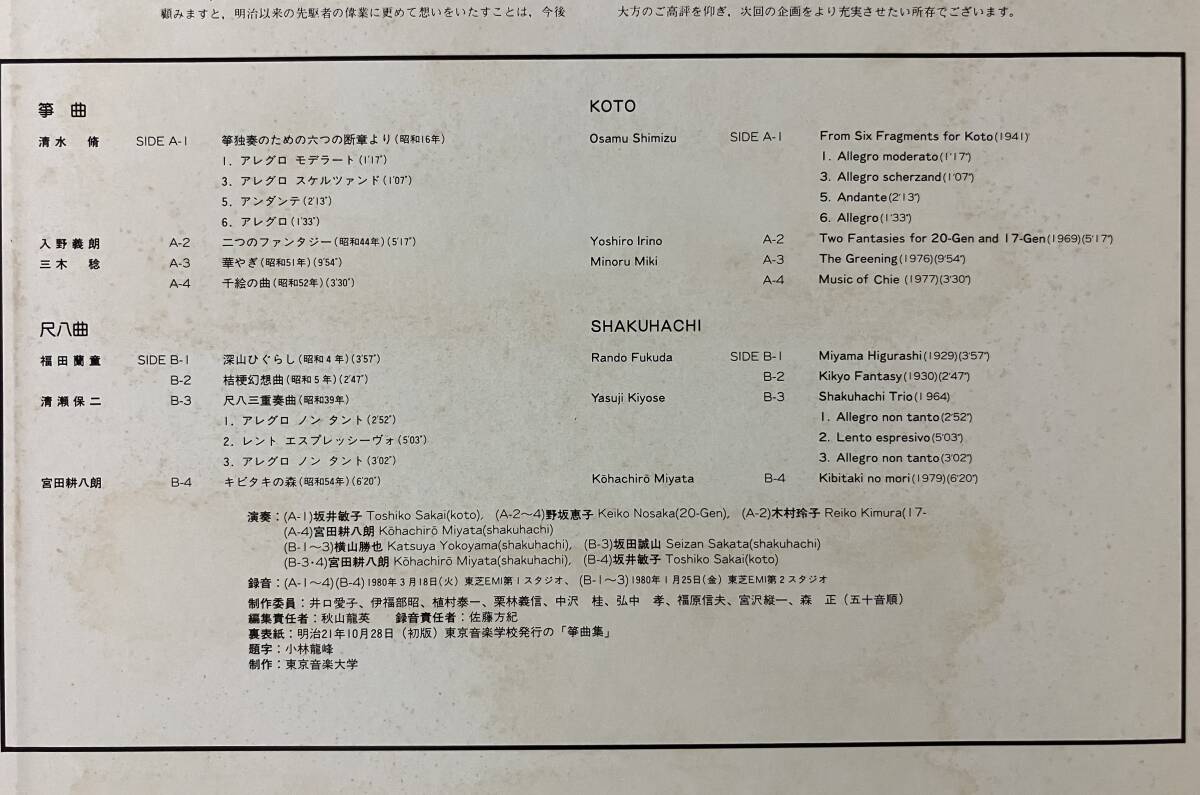 顧みますと，明治以来の先駆者の偉業に更めて想いをいたすことは，今後
大方のご高評を仰ぎ，次回の企画をより充実させたい所存でございます。
箏 曲
清水 脩 SIDE A-1 箏独奏のための六つの断章より(昭和16年)
1. アレグロ モデラート(1'17")
3. アレグロ スケルツァンド(1'07")
5. アンダンテ(2'13")
6. アレグロ(1'33")
入野義朗 A-2 二つのファンタジー(昭和44年)(5'17")
三木 稔 A-3 華やぎ(昭和51年)(9'54")
A-4 千絵の曲(昭和52年)(3'30")
尺八曲
福田蘭童 SIDE B-1 深山ひぐらし(昭和4年)(3'57")
B-2 桔梗幻想曲(昭和5年)(2'47")
清瀬保二 B-3 尺八三重奏曲(昭和39年)
1. アレグロ ノン タント(2'52")
2. レント エスプレッシーヴォ(5'03")
3. アレグロ ノン タント(3'02")
宮田耕八朗 B-4 キビタキの森(昭和54年)(6'20")
KOTO
Osamu Shimizu SIDE A-1 From Six Fragments for Koto(1941)
1. Allegro moderato(1'17")
3. Allegro scherzand(1'07")
5. Andante(2'13")
6. Allegro(1'33")
Yoshiro Irino A-2 Two Fantasies for 20-Gen and 17-Gen(1969)(5'17")
Minoru Miki A-3 The Greening(1976)(9'54")
A-4 Music of Chie (1977)(3'30")
SHAKUHACHI
Rando Fukuda SIDE B-1 Miyama Higurashi(1929)(3'57")
B-2 Kikyo Fantasy(1930)(2'47")
Yasuji Kiyose B-3 Shakuhachi Trio(1964)
1. Allegro non tanto(2'52")
2. Lento espresivo(5'03")
3. Allegro non tanto(3'02")
Kōhachirō Miyata B-4 Kibitaki no mori(1979)(6'20")
演奏：(A-1)坂井敏子 Toshiko Sakai(koto), (A-2〜4)野坂恵子 Keiko Nosaka(20-Gen), (A-2)木村玲子 Reiko Kimura(17-
(A-4)宮田耕八朗 Kōhachirō Miyata(shakuhachi)
(B-1〜3)横山勝也 Katsuya Yokoyama(shakuhachi), (B-3)坂田誠山 Seizan Sakata(shakuhachi)
(B-3・4)宮田耕八朗 Kōhachirō Miyata(shakuhachi), (B-4)坂井敏子 Toshiko Sakai(koto)
録音：(A-1〜4)(B-4)1980年3月18日(火) 東芝EMI第1スタジオ、(B-1〜3)1980年1月25日(金) 東芝EMI第2スタジオ
制作委員：井口愛子、伊福部昭、植村泰一、栗林義信、中沢 桂、弘中 孝、福原信夫、宮沢縦一、森 正（五十音順）
編集責任者：秋山龍英 録音責任者：佐藤方紀
裏表紙：明治21年10月28日（初版）東京音楽学校発行の「箏曲集」
題字：小林龍峰
制作：東京音楽大学